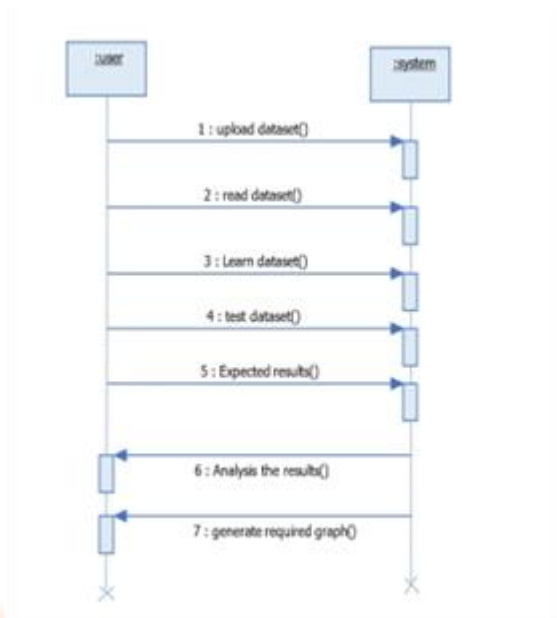 :user
:system
1 : upload dataset()
2 : read dataset()
3 : Learn dataset()
4 : test dataset()
5 : Expected results()
6 : Analysis the results()
7 : generate required graph()